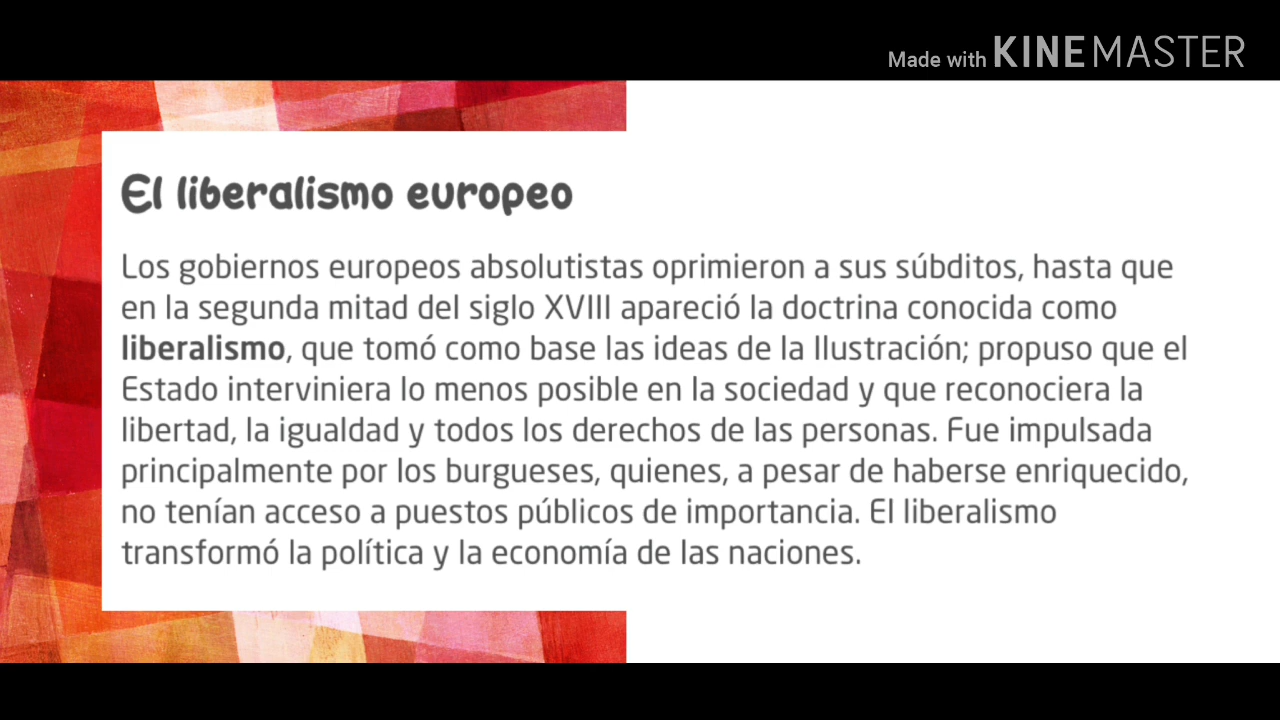 Made with KINEMASTER
El liberalismo europeo
Los gobiernos europeos absolutistas oprimieron a sus súbditos, hasta que
en la segunda mitad del siglo XVIII apareció la doctrina conocida como
liberalismo, que tomó como base las ideas de la Ilustración; propuso que el
Estado interviniera lo menos posible en la sociedad y que reconociera la
libertad, la igualdad y todos los derechos de las personas. Fue impulsada
principalmente por los burgueses, quienes, a pesar de haberse enriquecido,
no tenían acceso a puestos públicos de importancia. El liberalismo
transformó la política y la economía de las naciones.